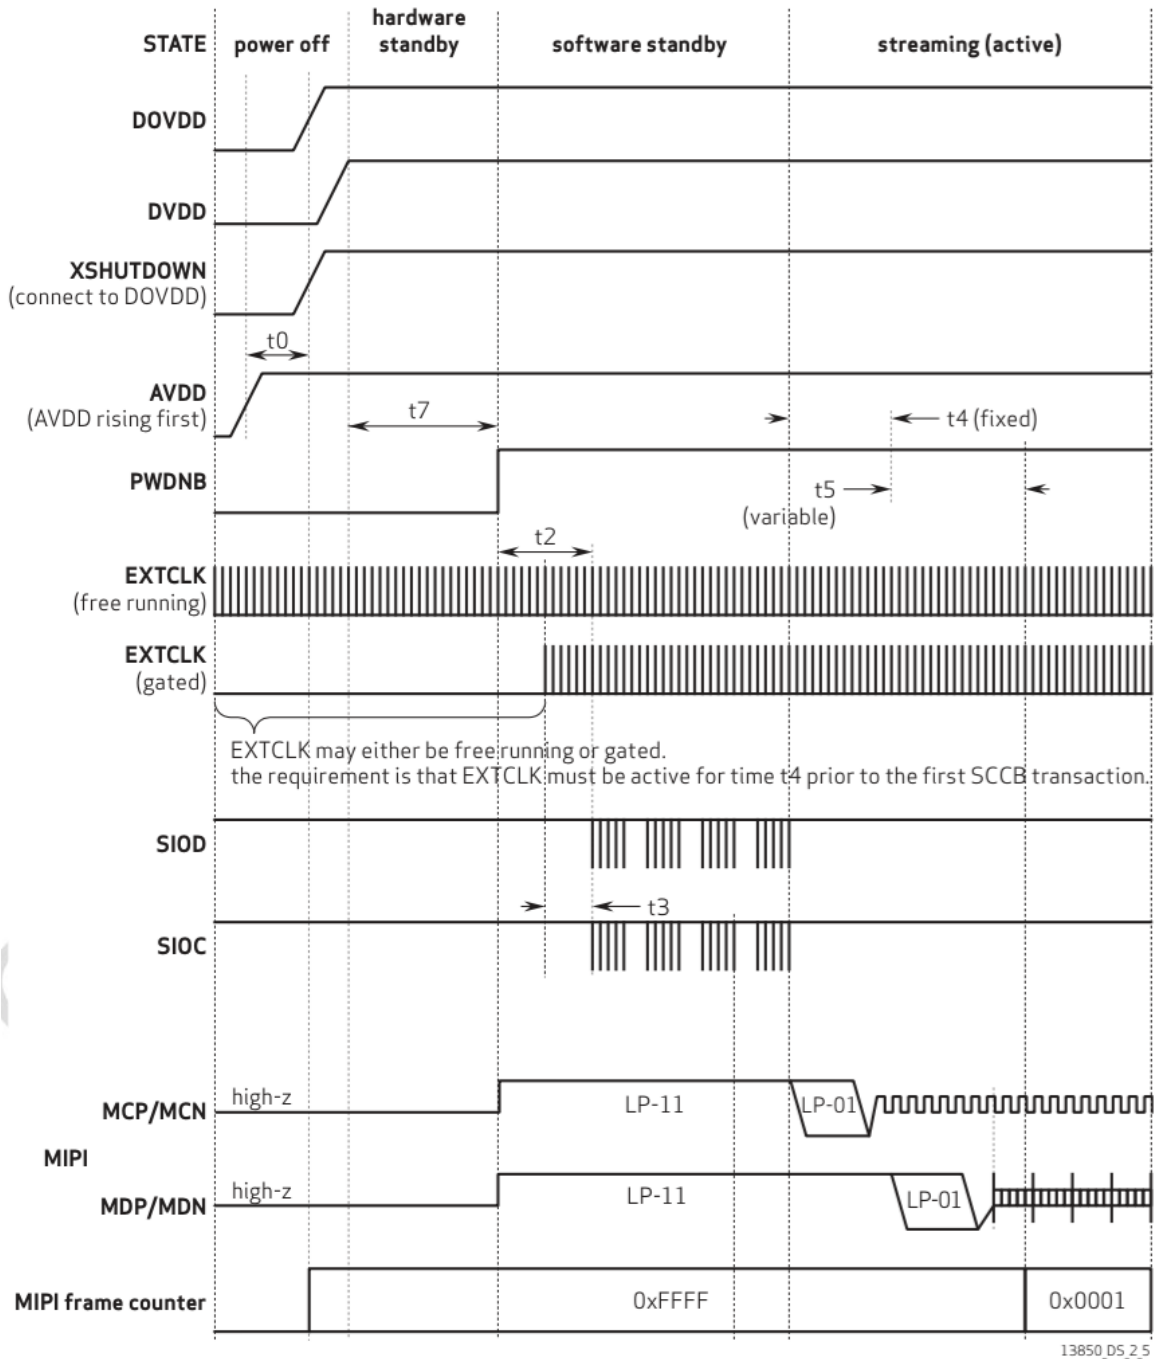 hardware
STATE power off standby software standby streaming (active)
DOVDD
DVDD
XSHUTDOWN
(connect to DOVDD)
t0
AVDD
(AVDD rising first)
t7
t4 (fixed)
PWDNB
t5
(variable)
t2
EXTCLK
(free running)
EXTCLK
(gated)
EXTCLK may either be free running or gated.
the requirement is that EXTCLK must be active for time t4 prior to the first SCCB transaction.
SIOD
t3
SIOC
high-z
MCP/MCN LP-11 LP-01
MIPI
high-z
MDP/MDN LP-11 LP-01
MIPI frame counter 0xFFFF 0x0001
13850_DS_2_5